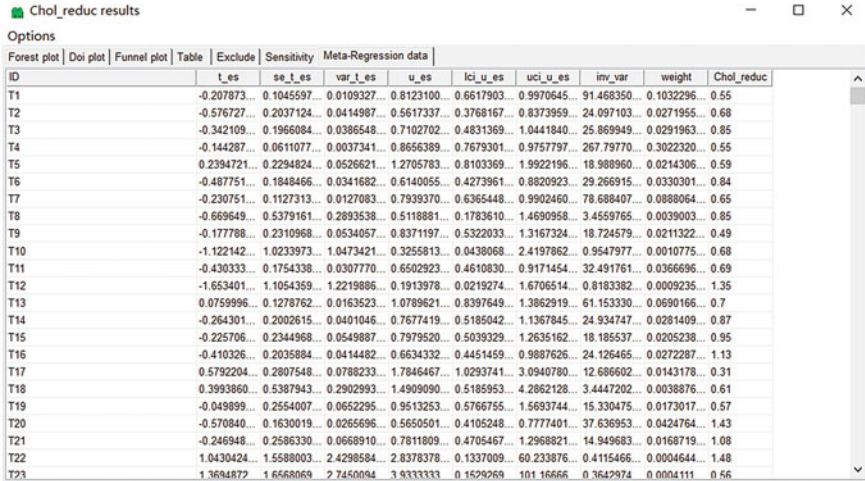 Chol_reduc results
Options
Forest plot Doi plot Funnel plot Table Exclude Sensitivity Meta-Regression data
ID t_es se_t_es var_t_es u_es lci_u_es uci_u_es inv_var weight Chol_reduc
T1 -0.207873... 0.1045597... 0.0109327... 0.8123100... 0.6617903... 0.9970645... 91.468350... 0.1032296... 0.55
T2 -0.576727... 0.2037124... 0.0414987... 0.5617337... 0.3768167... 0.8373959... 24.097103... 0.0271955... 0.68
T3 -0.342109... 0.1966084... 0.0386548... 0.7102702... 0.4831369... 1.0441840... 25.869949... 0.0291963... 0.85
T4 -0.144287... 0.0611077... 0.0037341... 0.8656389... 0.7679301... 0.9757797... 267.79770... 0.3022320... 0.55
T5 0.2394721... 0.2294824... 0.0526621... 1.2705783... 0.8103369... 1.9922196... 18.988960... 0.0214306... 0.59
T6 -0.487751... 0.1848466... 0.0341682... 0.6140055... 0.4273961... 0.8820923... 29.266915... 0.0330301... 0.84
T7 -0.230751... 0.1127313... 0.0127083... 0.7939370... 0.6365448... 0.9902460... 78.688407... 0.0888064... 0.65
T8 -0.669649... 0.5379161... 0.2893538... 0.5118881... 0.1783610... 1.4690958... 3.4559765... 0.0039003... 0.85
T9 -0.177788... 0.2310968... 0.0534057... 0.8371197... 0.5322033... 1.3167324... 18.724579... 0.0211322... 0.49
T10 -1.122142... 1.0233973... 1.0473421... 0.3255813... 0.0438068... 2.4197862... 0.9547977... 0.0010775... 0.68
T11 -0.430333... 0.1754338... 0.0307770... 0.6502923... 0.4610830... 0.9171454... 32.491761... 0.0366696... 0.69
T12 -1.653401... 1.1054359... 1.2219886... 0.1913978... 0.0219274... 1.6706514... 0.8183382... 0.0009235... 1.35
T13 0.0759996... 0.1278762... 0.0163523... 1.0789621... 0.8397649... 1.3862919... 61.153330... 0.0690166... 0.7
T14 -0.264301... 0.2002615... 0.0401046... 0.7677419... 0.5185042... 1.1367845... 24.934747... 0.0281409... 0.87
T15 -0.225706... 0.2344968... 0.0549887... 0.7979520... 0.5039329... 1.2635162... 18.185537... 0.0205238... 0.95
T16 -0.410326... 0.2035884... 0.0414482... 0.6634332... 0.4451459... 0.9887626... 24.126465... 0.0272287... 1.13
T17 0.5792204... 0.2807548... 0.0788233... 1.7846467... 1.0293741... 3.0940780... 12.686602... 0.0143178... 0.31
T18 0.3993860... 0.5387943... 0.2902993... 1.4909090... 0.5185953... 4.2862128... 3.4447202... 0.0038876... 0.61
T19 -0.049899... 0.2554007... 0.0652295... 0.9513253... 0.5766755... 1.5693744... 15.330475... 0.0173017... 0.57
T20 -0.570840... 0.1630019... 0.0265696... 0.5650501... 0.4105248... 0.7777401... 37.636953... 0.0424764... 1.43
T21 -0.246948... 0.2586330... 0.0668910... 0.7811809... 0.4705467... 1.2968821... 14.949683... 0.0168719... 1.08
T22 1.0430424... 1.5588003... 2.4298584... 2.8378378... 0.1337009... 60.233876... 0.4115466... 0.0004644... 1.48
T23 1.3694872 1.6568069 2.7450094 3.9333333 0.1529269 101.16666 0.3642974 0.0004111 0.56